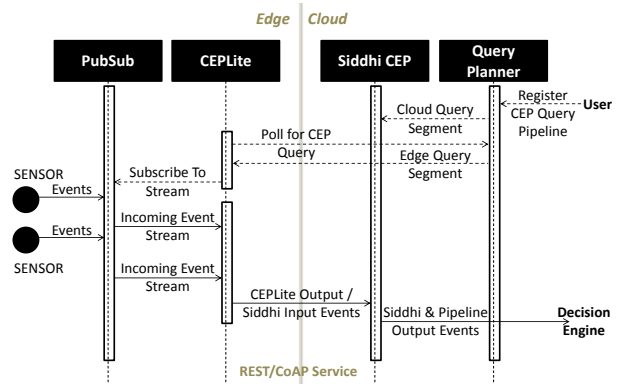 Edge Cloud
PubSub
CEPLite
Siddhi CEP
Query
Planner
Register
CEP Query
Pipeline
User
Cloud Query
Segment
Poll for CEP
Query
Edge Query
Segment
Subscribe To
Stream
SENSOR
Events
Incoming Event
Stream
Events
SENSOR
Incoming Event
Stream
CEPLite Output /
Siddhi Input Events
Siddhi & Pipeline
Output Events
Decision
Engine
REST/CoAP Service